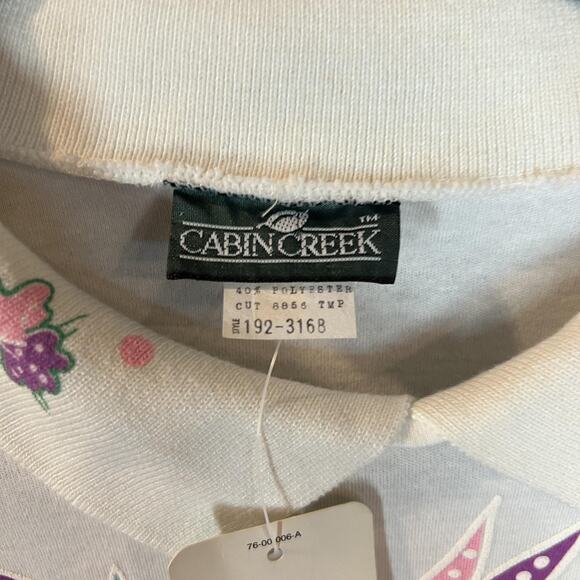 TM
CABIN CREEK
40% POLYESTER
CUT 8856 TMP
STYLE 192-3168
76-00 006-A